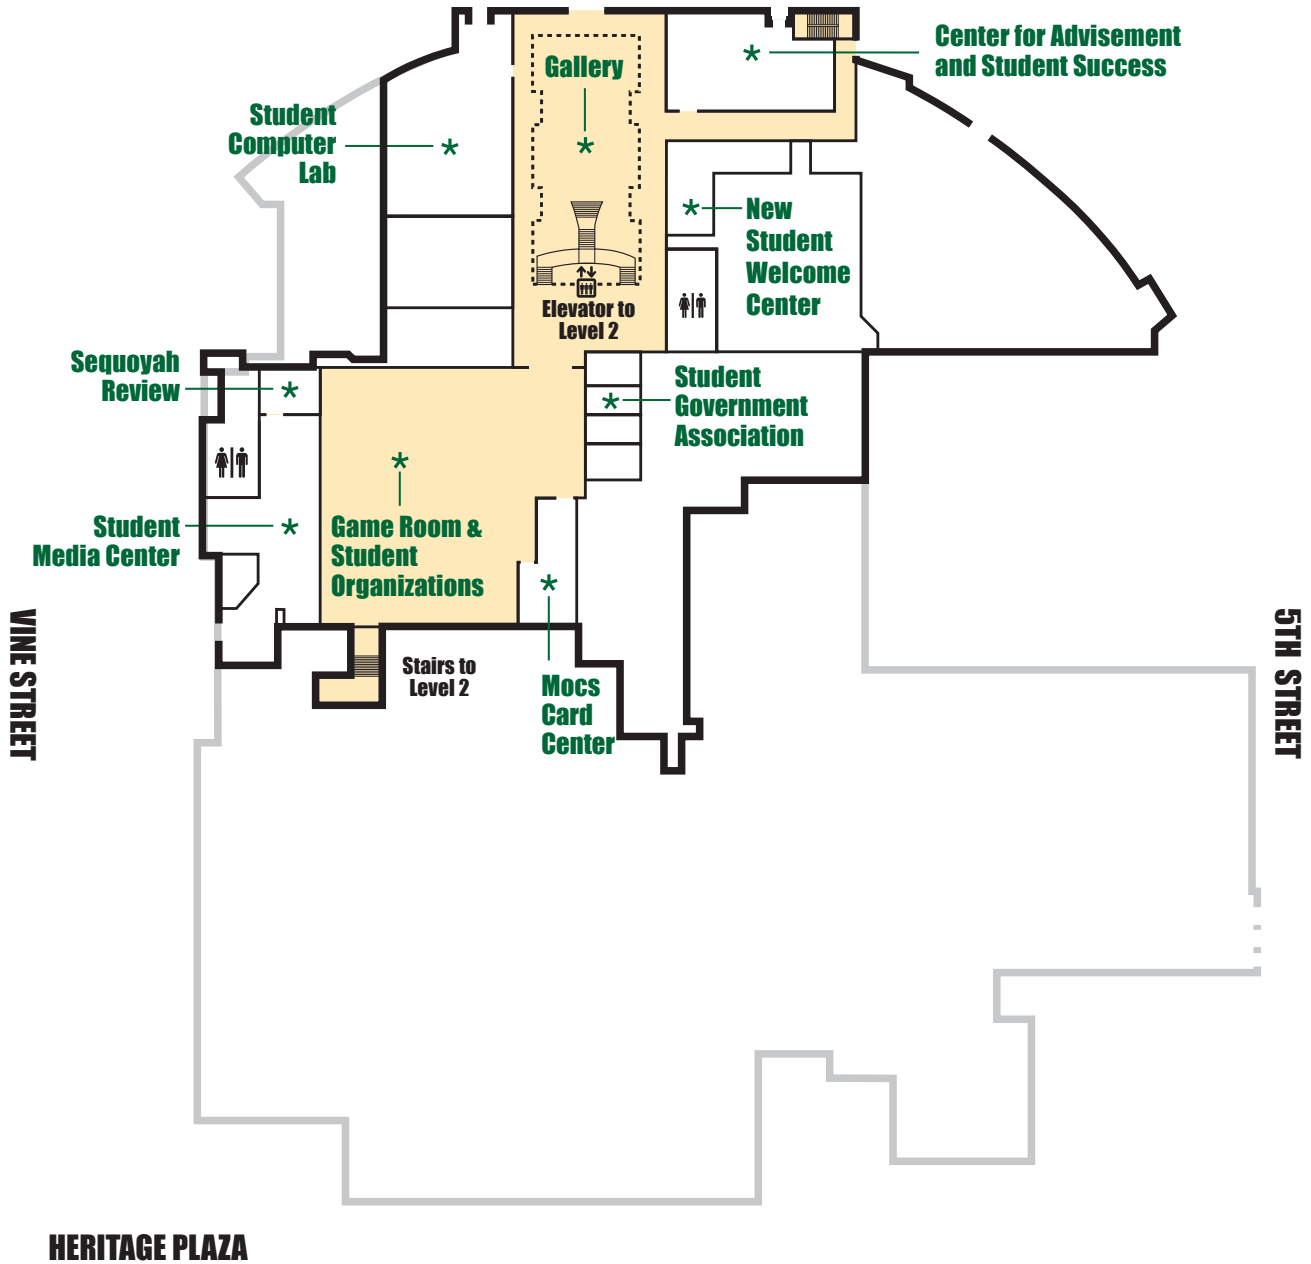 Center for Advisement
and Student Success
Gallery
Student
Computer
Lab
New
Student
Welcome
Center
Elevator to
Level 2
Sequoyah
Review
Student
Government
Association
Student
Media Center
Game Room &
Student
Organizations
Stairs to
Level 2
Mocs
Card
Center
VINE STREET
5TH STREET
HERITAGE PLAZA